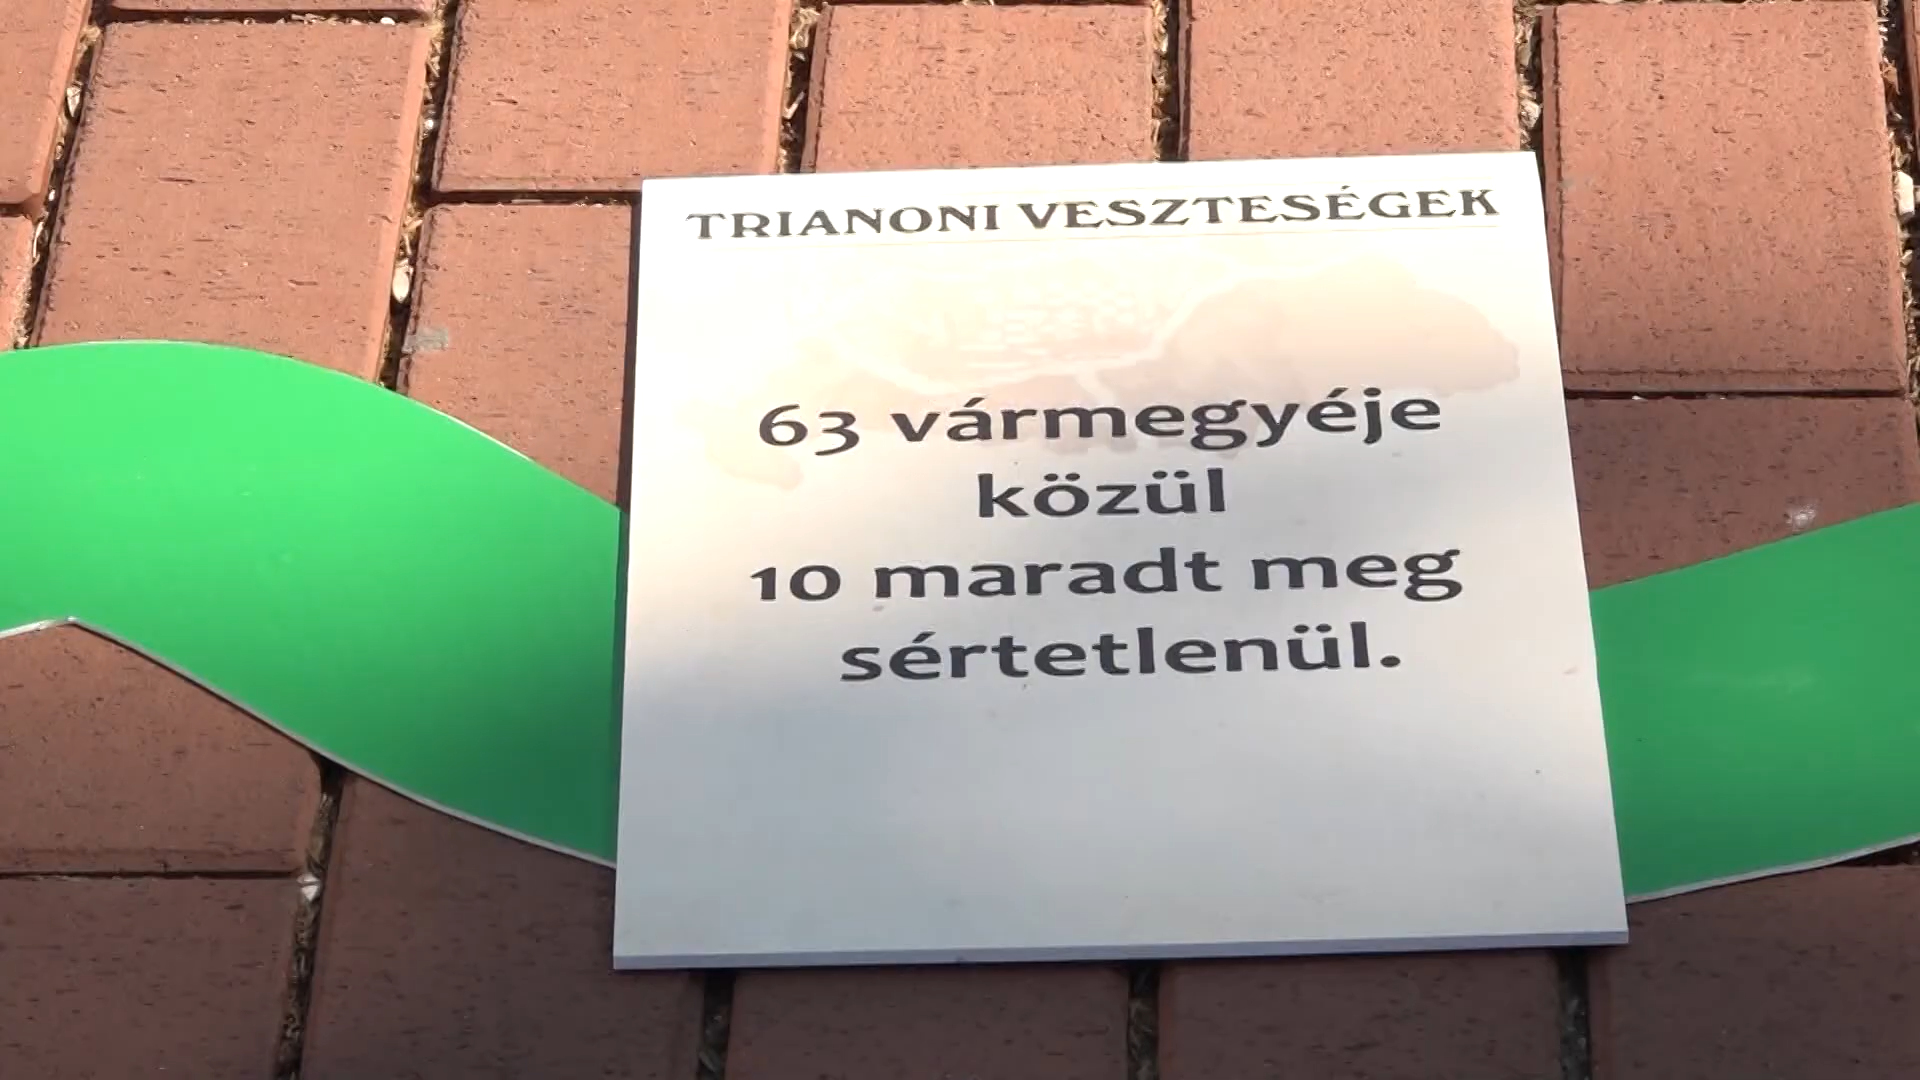 TRIANONI VESZTESÉGEK
63 vármegyéje
közül
10 maradt meg
sértetlenül.